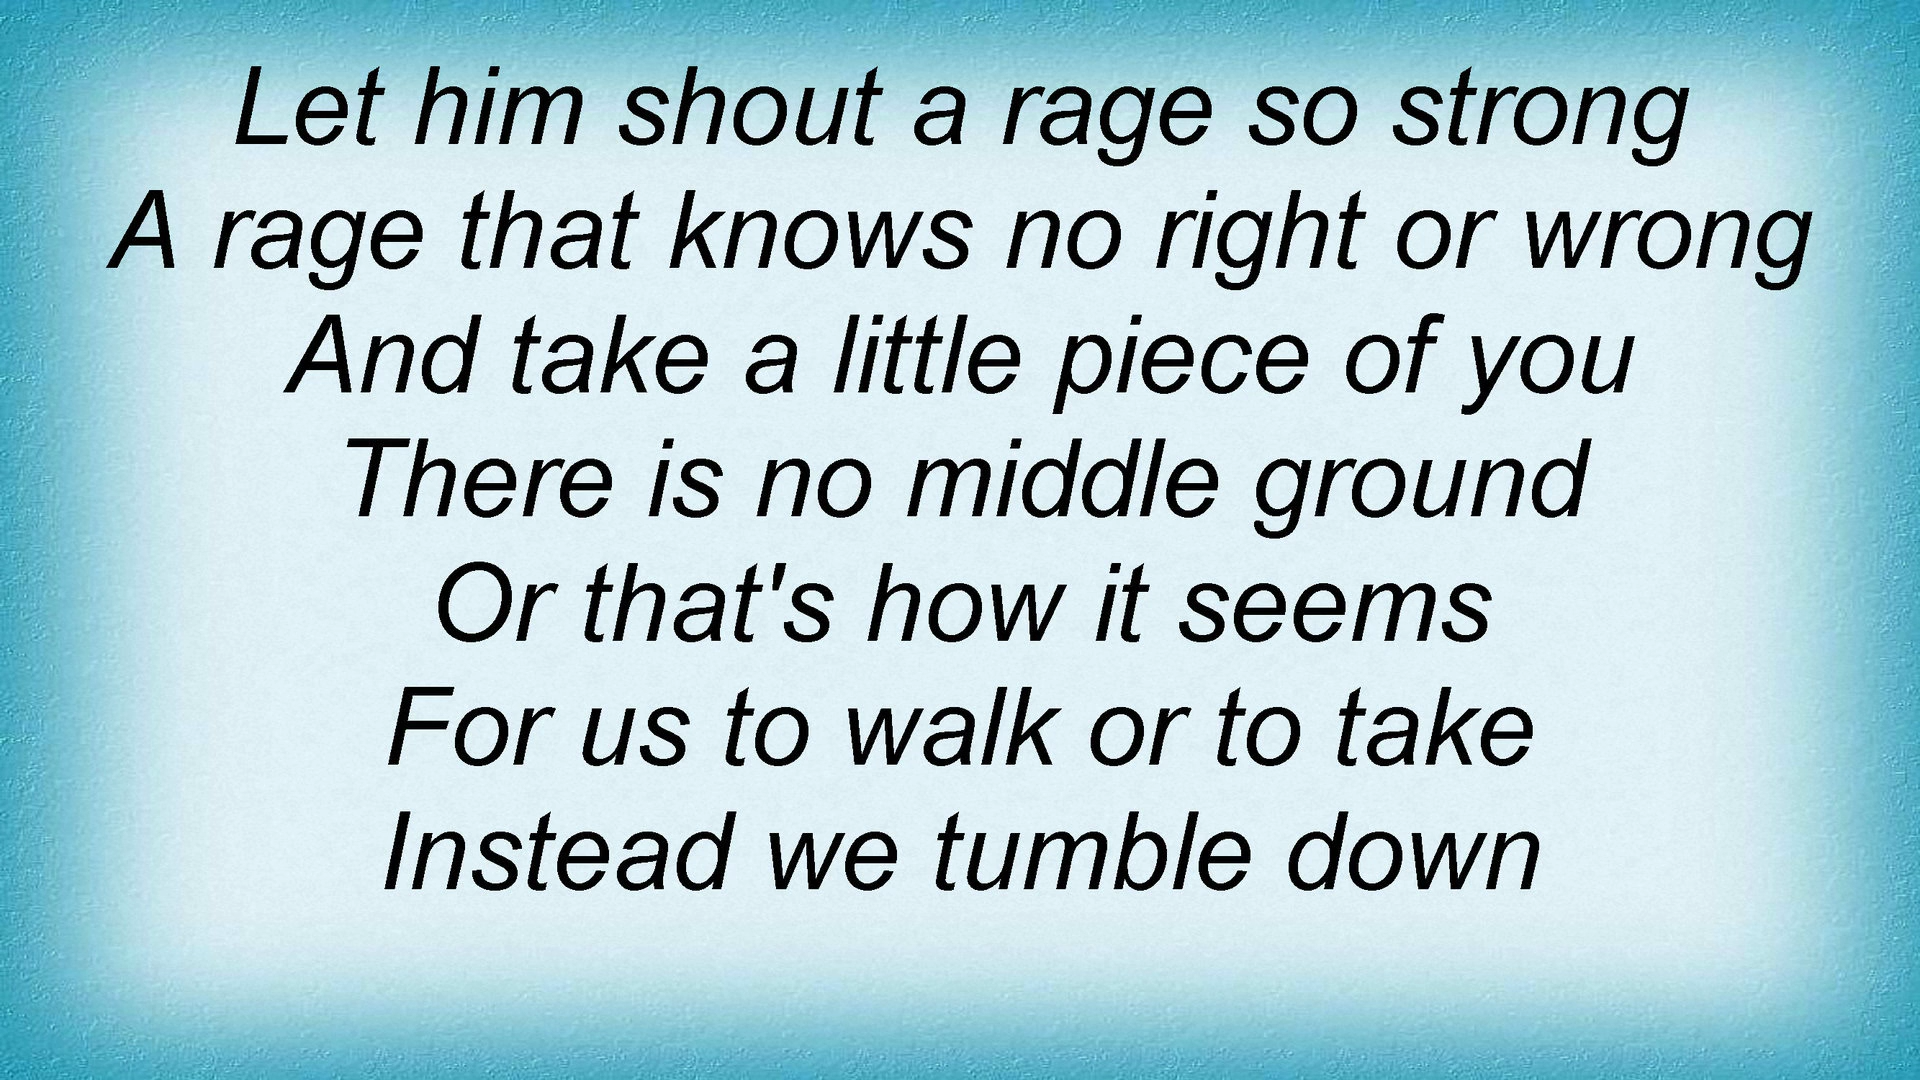 Let him shout a rage so strong
A rage that knows no right or wrong
And take a little piece of you
There is no middle ground
Or that's how it seems
For us to walk or to take
Instead we tumble down